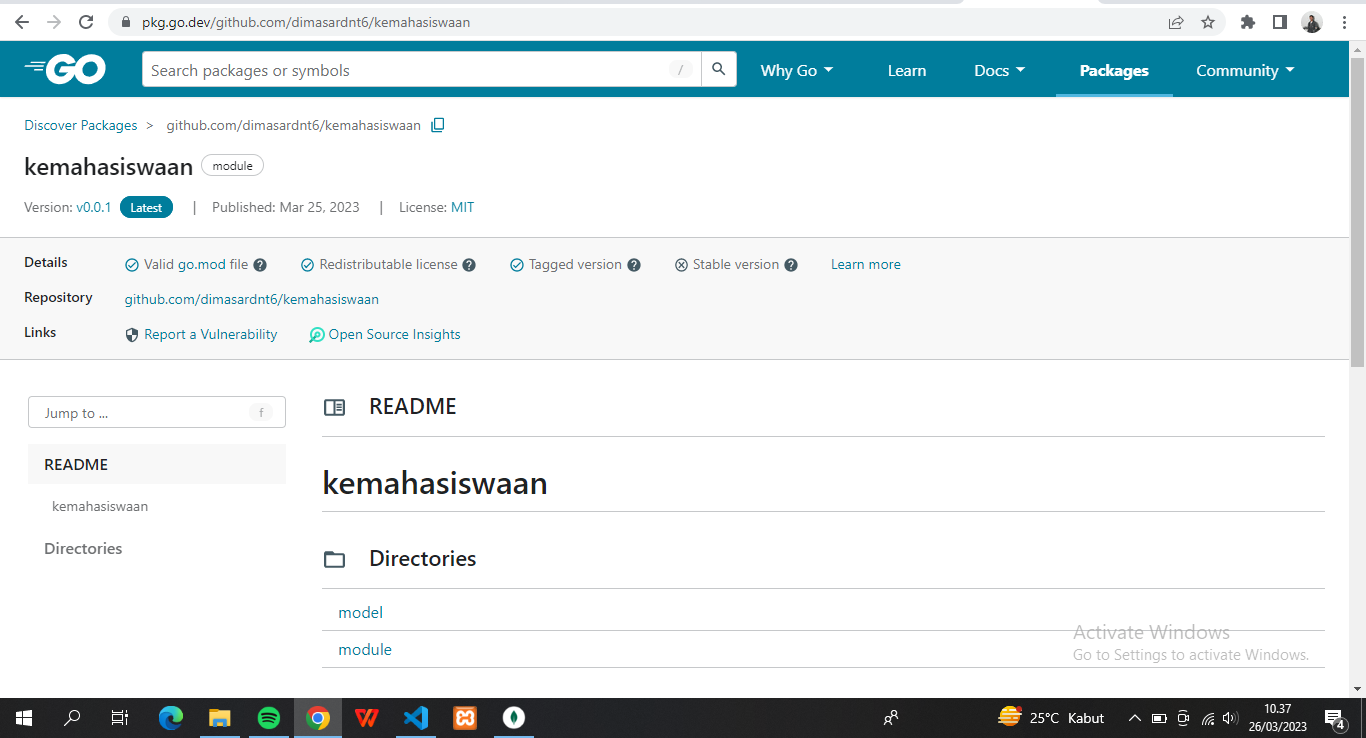 pkg.go.dev/github.com/dimasardnt6/kemahasiswaan
GO
Search packages or symbols /
Why Go
Learn
Docs
Packages
Community
Discover Packages > github.com/dimasardnt6/kemahasiswaan
kemahasiswaan module
Version: v0.0.1 Latest | Published: Mar 25, 2023 | License: MIT
Details Valid go.mod file ? Redistributable license ? Tagged version ? Stable version ? Learn more
Repository github.com/dimasardnt6/kemahasiswaan
Links Report a Vulnerability Open Source Insights
Jump to ... f
README
kemahasiswaan
Directories
README
kemahasiswaan
Directories
model
module
Activate Windows
Go to Settings to activate Windows.
25°C Kabut
10.37
26/03/2023
4